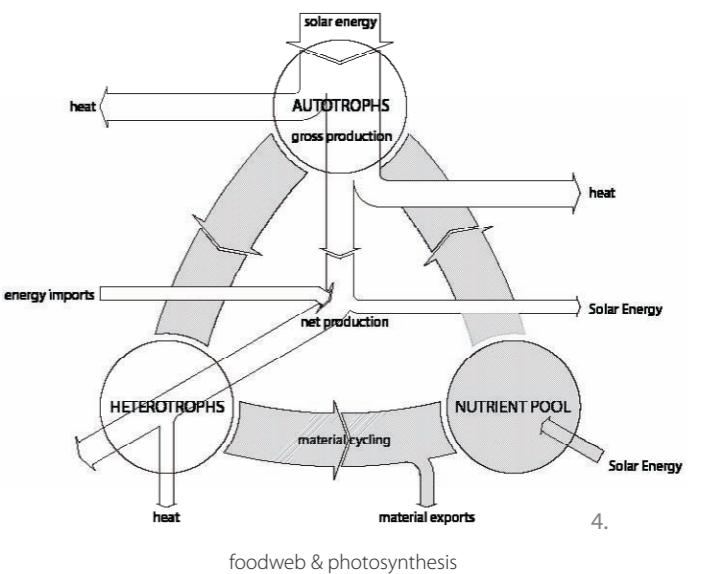 solar energy
heat
AUTOTROPHS
gross production
heat
energy imports
net production
Solar Energy
HETEROTROPHS
NUTRIENT POOL
material cycling
Solar Energy
heat
material exports
4.
foodweb & photosynthesis